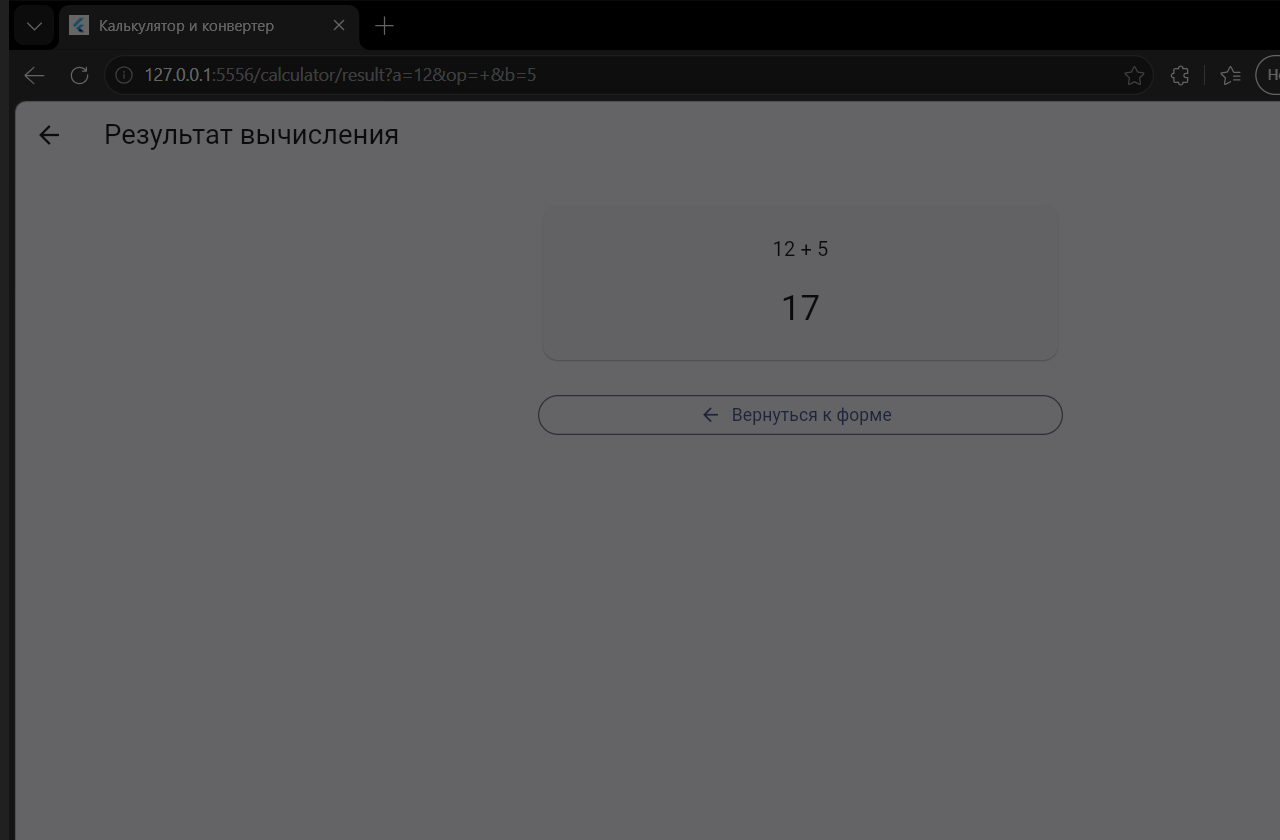 Калькулятор и конвертер
127.0.0.1:5556/calculator/result?a=12&op=+&b=5
Результат вычисления
12 + 5
17
Вернуться к форме